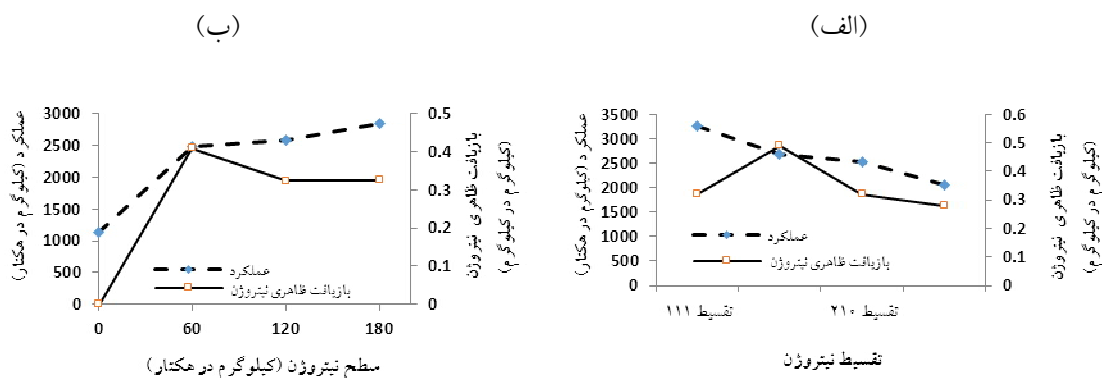 (الف)
عملکرد (کیلوگرم در هکتار)
3500
3000
2500
2000
1500
1000
500
0
0.6
0.5
0.4
0.3
0.2
0.1
0
بازیافت ظاهری نیتروژن
(کیلوگرم در کیلوگرم)
عملکرد
بازیافت ظاهری نیتروژن
تقسیط ۱۱۱
تقسیط ۲۱۰
تقسیط نیتروژن
(ب)
عملکرد (کیلوگرم در هکتار)
3000
2500
2000
1500
1000
500
0
0.5
0.4
0.3
0.2
0.1
0
بازیافت ظاهری نیتروژن
(کیلوگرم در کیلوگرم)
عملکرد
بازیافت ظاهری نیتروژن
0 60 120 180
سطح نیتروژن (کیلوگرم در هکتار)